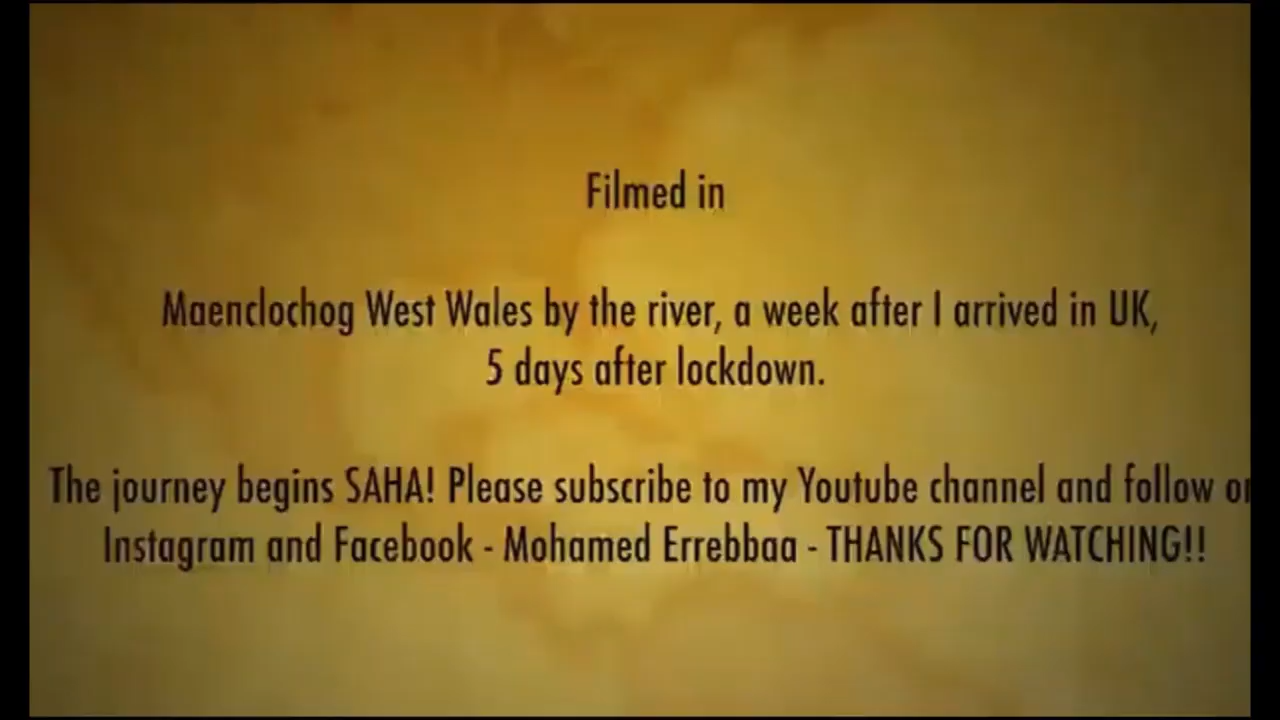 Filmed in
Maenclochog West Wales by the river, a week after I arrived in UK,
5 days after lockdown.
The journey begins SAHA! Please subscribe to my Youtube channel and follow on
Instagram and Facebook - Mohamed Errebbaa - THANKS FOR WATCHING!!